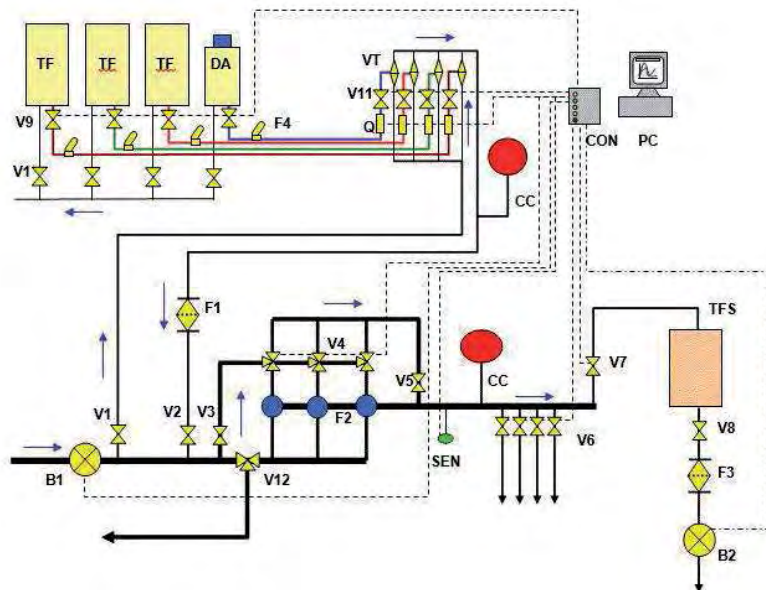 TF TF TF DA
VT
V11
V9
F4
Q
CON PC
V1
CC
F1
TFS
V4
V7
V5
CC
V1 V2 V3
F2
V6
V8
SEN
F3
B1
V12
B2